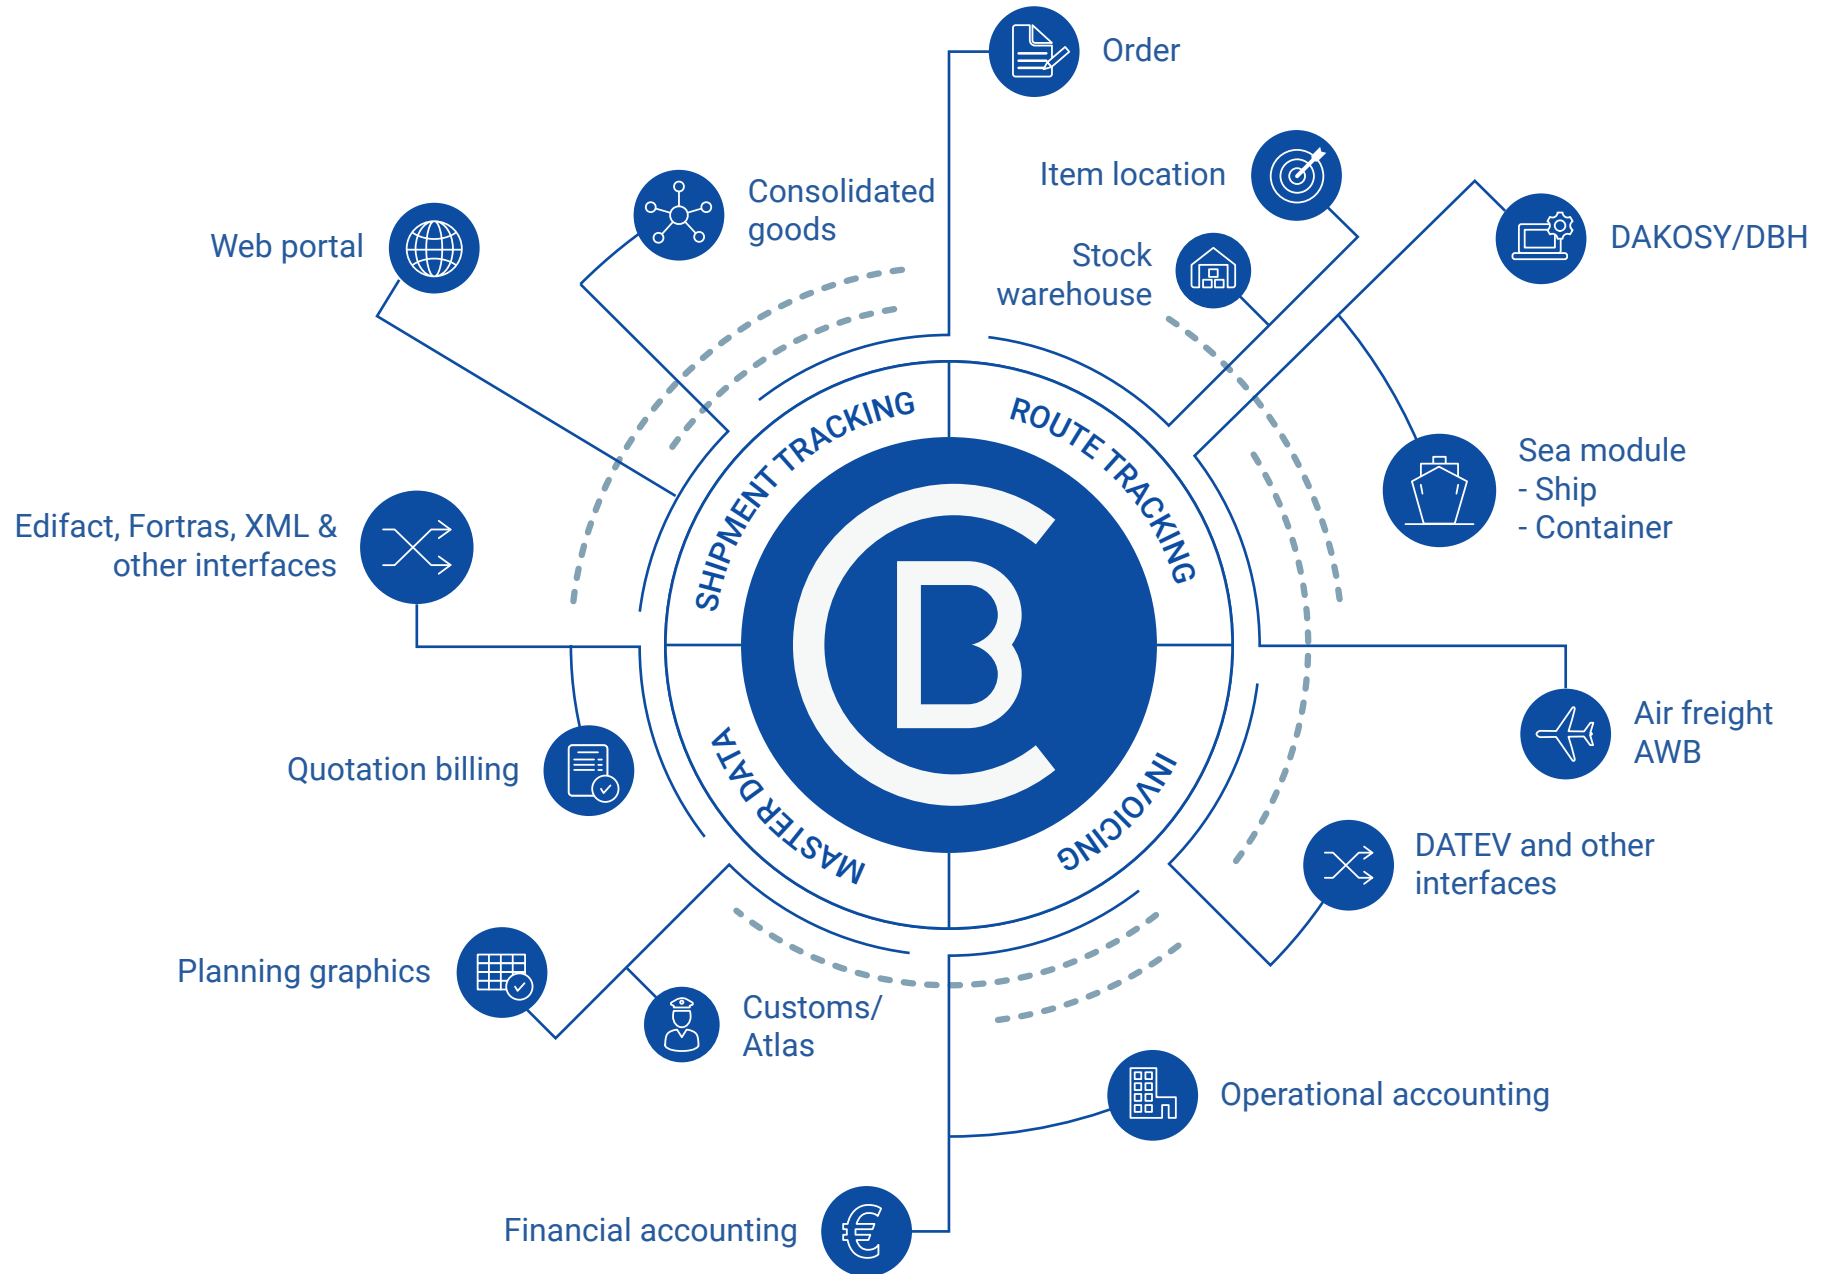 Order
Item location
Consolidated
goods
Web portal
DAKOSY/DBH
Stock
warehouse
SHIPMENT TRACKING
ROUTE TRACKING
Sea module
- Ship
- Container
Edifact, Fortras, XML &
other interfaces
CB
Air freight
AWB
Quotation billing
MASTER DATA
INVOICING
DATEV and other
interfaces
Planning graphics
Customs/
Atlas
Operational accounting
€
Financial accounting